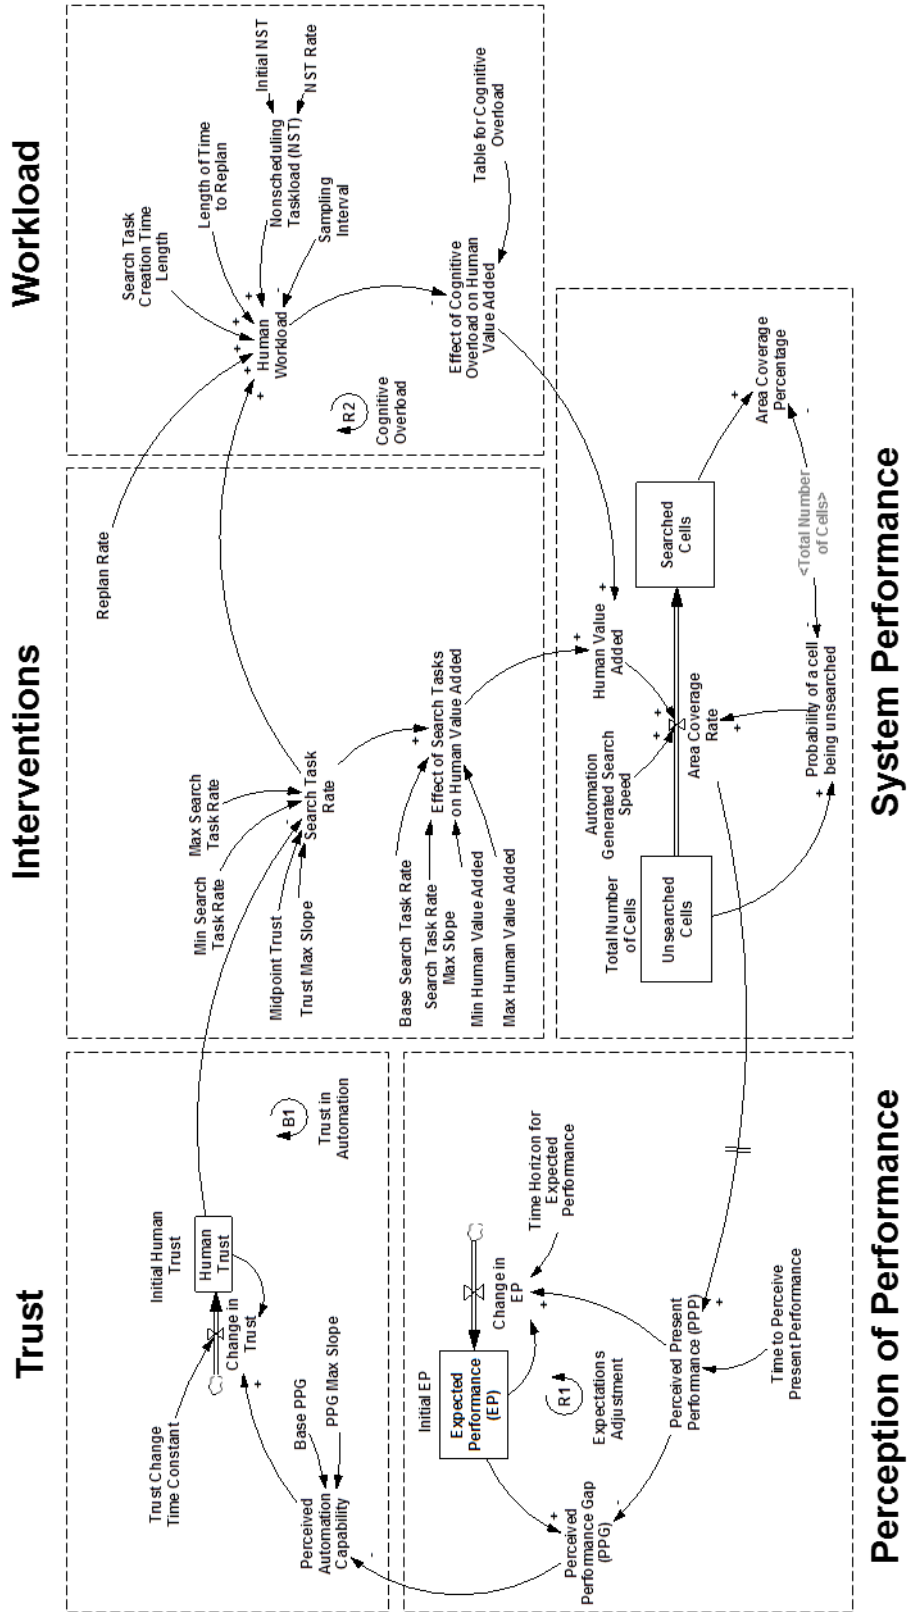 Trust
Interventions
Workload
Trust Change
Time Constant
Initial Human
Trust
Human
Trust
Change in
Trust
+
Base PPG
PPG Max Slope
Perceived
Automation
Capability
-
B1
Trust in
Automation
Min Search
Task Rate
Max Search
Task Rate
Midpoint Trust
Trust Max Slope
-
Search Task
Rate
Replan Rate
Base Search Task Rate
Search Task Rate
Max Slope
Min Human Value Added
Max Human Value Added
+
Effect of Search Tasks
on Human Value Added
Search Task
Creation Time
Length
Length of Time
to Replan
Initial NST
NST Rate
Nonscheduling
Taskload (NST)
Sampling
Interval
+
+
+
+
+
-
Human
Workload
R2
Cognitive
Overload
Table for Cognitive
Overload
-
Effect of Cognitive
Overload on Human
Value Added
Initial EP
Expected
Performance
(EP)
Change in
EP
+
Time Horizon for
Expected
Performance
R1
Expectations
Adjustment
+
Perceived
Performance Gap
(PPG)
-
Perceived Present
Performance (PPP)
+
Time to Perceive
Present Performance
Total Number
of Cells
Unsearched
Cells
Automation
Generated Search
Speed
+
+
+
+
Human Value
Added
Area Coverage
Rate
+
Searched
Cells
+
Area Coverage
Percentage
-
<Total Number
of Cells>
-
+
Probability of a cell
being unsearched
Perception of Performance
System Performance